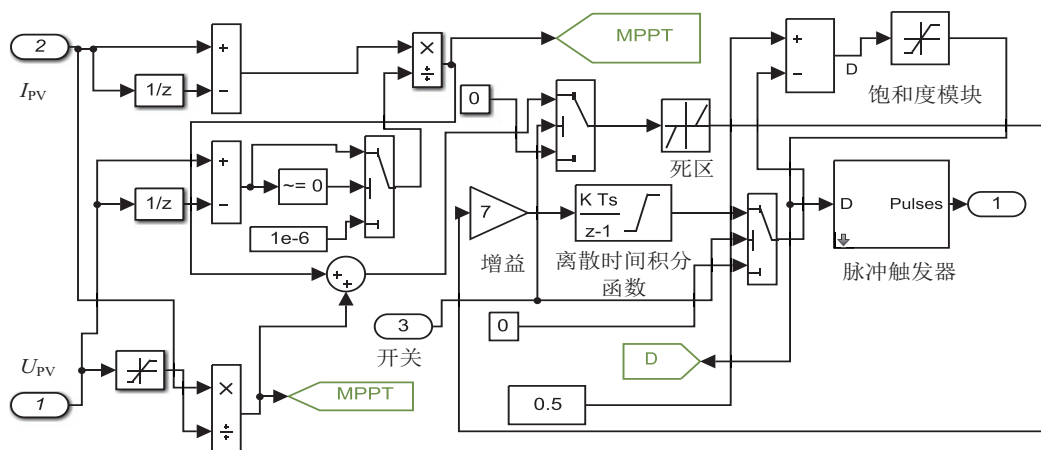 2
I_PV
1/z
+
−
×
÷
MPPT
0
+
−
D
饱和度模块
死区
+
−
1/z
~= 0
1e-6
7
增益
K Ts
z-1
离散时间积分
函数
D
Pulses
1
脉冲触发器
+
+
3
开关
0
D
U_PV
1
×
÷
MPPT
0.5